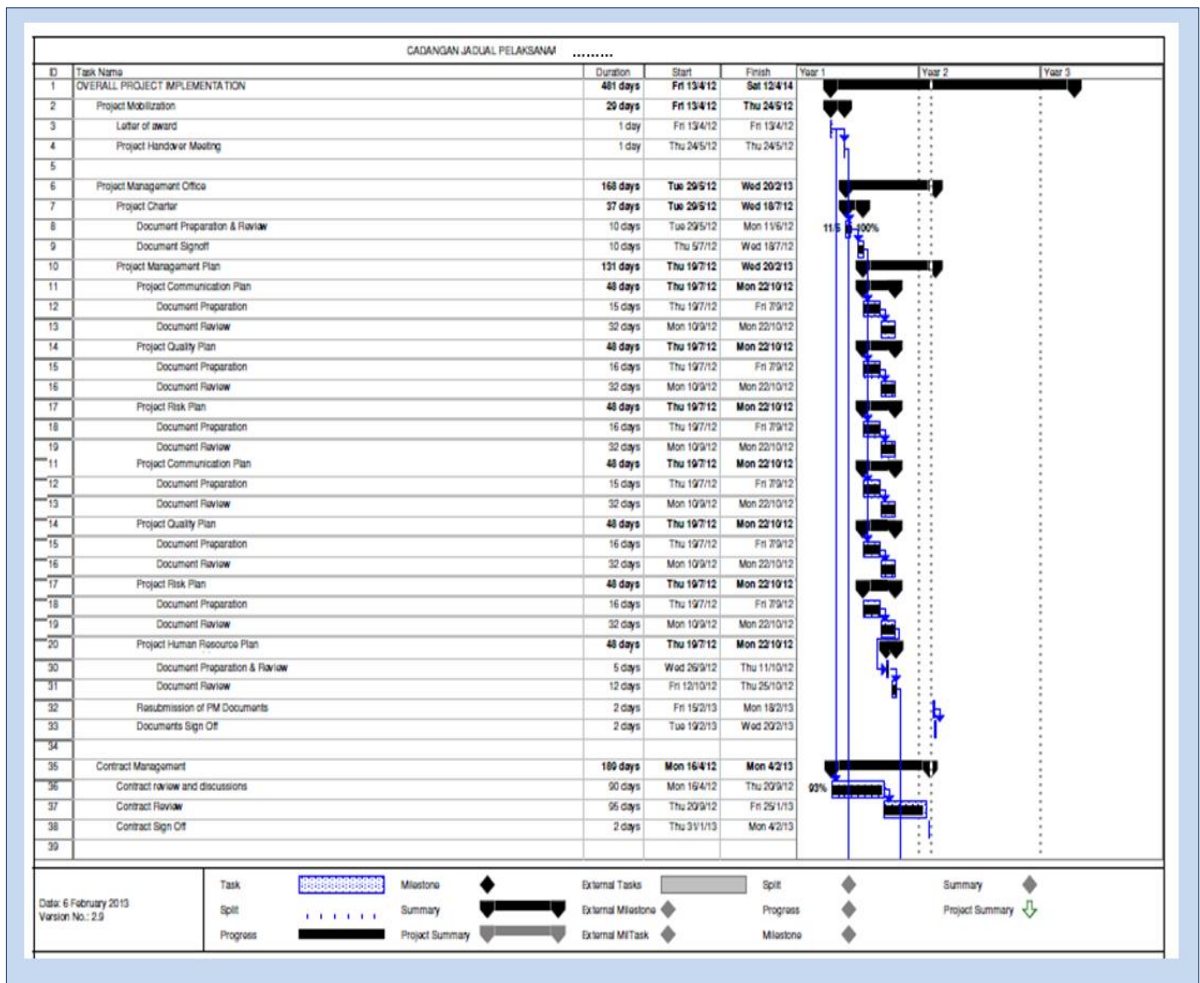 CADANGAN JADUAL PELAKSANA ………
ID Task Name Duration Start Finish Year 1 Year 2 Year 3
1 OVERALL PROJECT IMPLEMENTATION 481 days Fri 13/4/12 Sat 12/4/14
2 Project Mobilization 29 days Fri 13/4/12 Thu 24/5/12
3 Letter of award 1 day Fri 13/4/12 Fri 13/4/12
4 Project Handover Meeting 1 day Thu 24/5/12 Thu 24/5/12
5
6 Project Management Office 168 days Tue 29/5/12 Wed 20/2/13
7 Project Charter 37 days Tue 29/5/12 Wed 18/7/12
8 Document Preparation & Review 10 days Tue 29/5/12 Mon 11/6/12 11/6 100%
9 Document Signoff 10 days Thu 5/7/12 Wed 18/7/12
10 Project Management Plan 131 days Thu 19/7/12 Wed 20/2/13
11 Project Communication Plan 48 days Thu 19/7/12 Mon 22/10/12
12 Document Preparation 15 days Thu 19/7/12 Fri 7/9/12
13 Document Review 32 days Mon 10/9/12 Mon 22/10/12
14 Project Quality Plan 48 days Thu 19/7/12 Mon 22/10/12
15 Document Preparation 16 days Thu 19/7/12 Fri 7/9/12
16 Document Review 32 days Mon 10/9/12 Mon 22/10/12
17 Project Risk Plan 48 days Thu 19/7/12 Mon 22/10/12
18 Document Preparation 16 days Thu 19/7/12 Fri 7/9/12
19 Document Review 32 days Mon 10/9/12 Mon 22/10/12
11 Project Communication Plan 48 days Thu 19/7/12 Mon 22/10/12
12 Document Preparation 15 days Thu 19/7/12 Fri 7/9/12
13 Document Review 32 days Mon 10/9/12 Mon 22/10/12
14 Project Quality Plan 48 days Thu 19/7/12 Mon 22/10/12
15 Document Preparation 16 days Thu 19/7/12 Fri 7/9/12
16 Document Review 32 days Mon 10/9/12 Mon 22/10/12
17 Project Risk Plan 48 days Thu 19/7/12 Mon 22/10/12
18 Document Preparation 16 days Thu 19/7/12 Fri 7/9/12
19 Document Review 32 days Mon 10/9/12 Mon 22/10/12
20 Project Human Resource Plan 48 days Thu 19/7/12 Mon 22/10/12
30 Document Preparation & Review 5 days Wed 26/9/12 Thu 11/10/12
31 Document Review 12 days Fri 12/10/12 Thu 25/10/12
32 Resubmission of PM Documents 2 days Fri 15/2/13 Mon 18/2/13
33 Documents Sign Off 2 days Tue 19/2/13 Wed 20/2/13
34
35 Contract Management 189 days Mon 16/4/12 Mon 4/2/13
36 Contract review and discussions 90 days Mon 16/4/12 Thu 20/9/12 93%
37 Contract Review 95 days Thu 20/9/12 Fri 25/1/13
38 Contract Sign Off 2 days Thu 31/1/13 Mon 4/2/13
39
Date: 6 February 2013
Version No.: 2.9
Task Milestone External Tasks Split Summary
Split Summary External Milestone Progress Project Summary
Progress Project Summary External MilTask Milestone